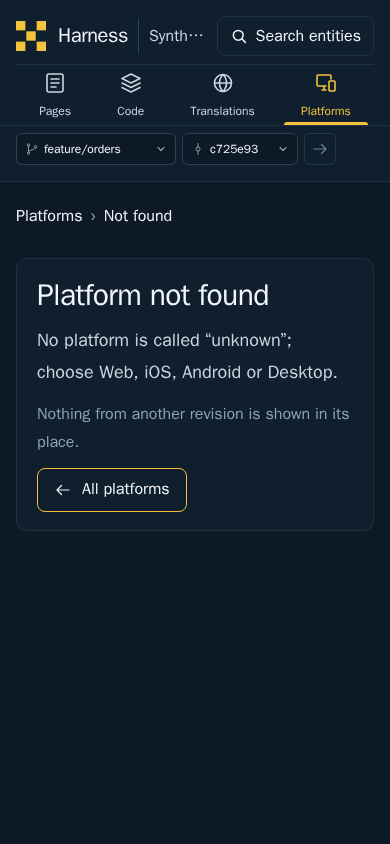 Harness
Synth···
Search entities
Pages
Code
Translations
Platforms
feature/orders
c725e93
Platforms › Not found
Platform not found
No platform is called “unknown”;
choose Web, iOS, Android or Desktop.
Nothing from another revision is shown in its
place.
All platforms